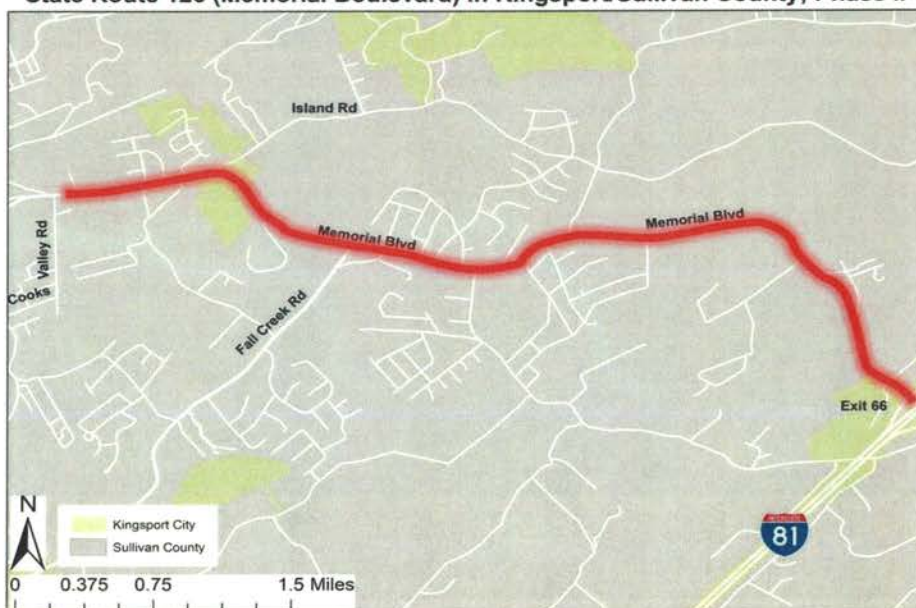 State Route 126 (Memorial Boulevard) in Kingsport/Sullivan County, Phase II
Island Rd
Memorial Blvd
Memorial Blvd
Valley Rd
Cooks
Fall Creek Rd
Exit 66
N
Kingsport City
Sullivan County
81
0 0.375 0.75 1.5 Miles